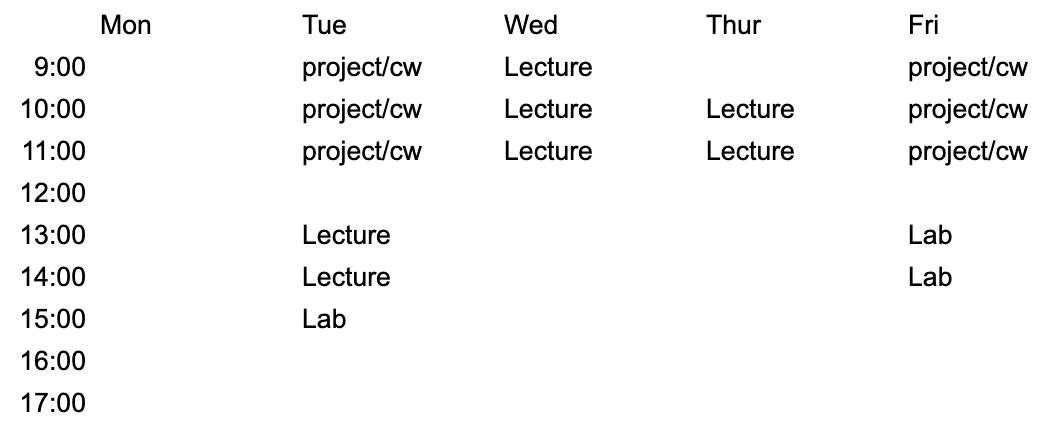 Mon Tue Wed Thur Fri
9:00 project/cw Lecture project/cw
10:00 project/cw Lecture Lecture project/cw
11:00 project/cw Lecture Lecture project/cw
12:00
13:00 Lecture Lab
14:00 Lecture Lab
15:00 Lab
16:00
17:00